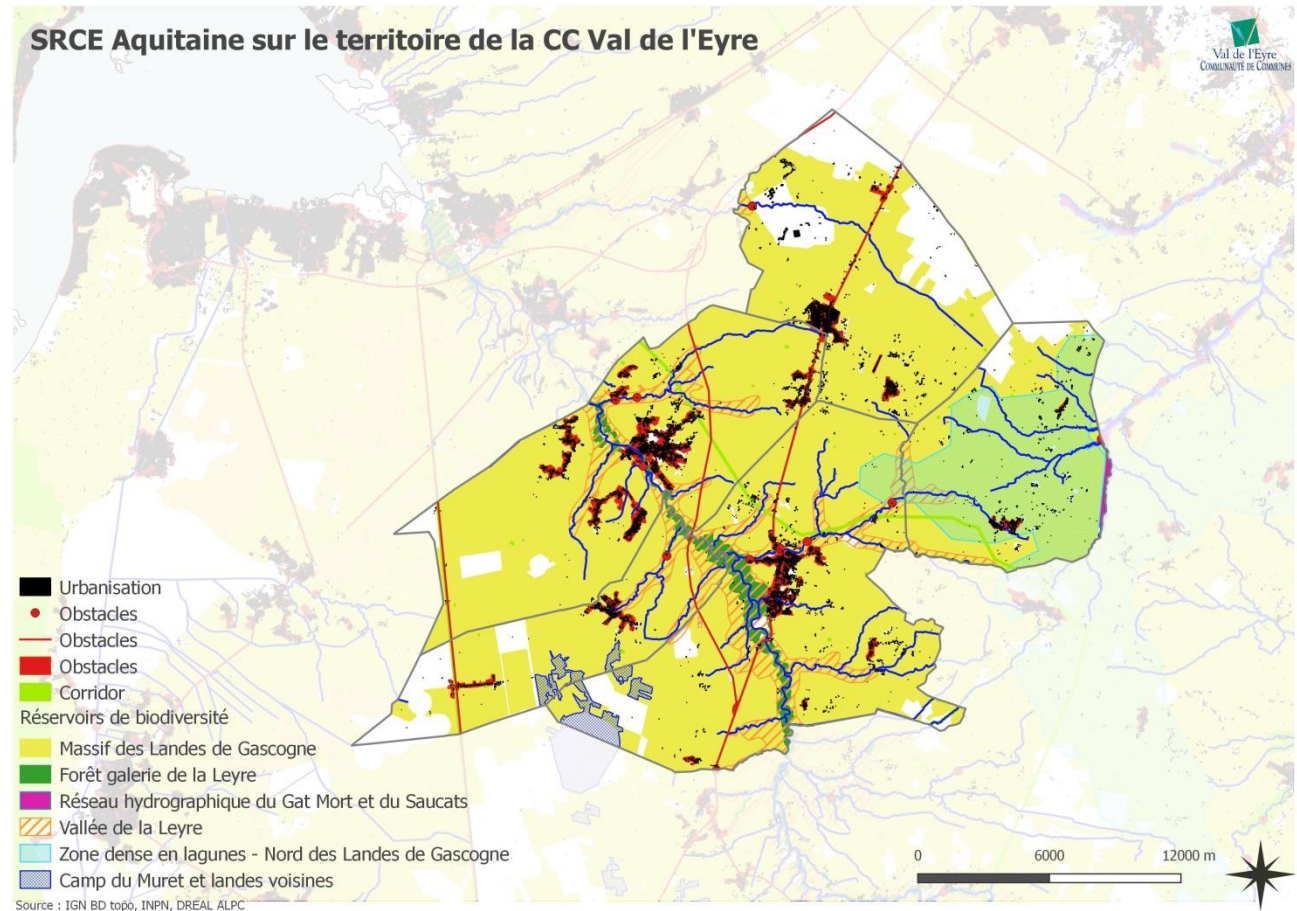 SRCE Aquitaine sur le territoire de la CC Val de l'Eyre
Val de l'Eyre
COMMUNAUTÉ DE COMMUNES
Urbanisation
Obstacles
Obstacles
Obstacles
Corridor
Réservoirs de biodiversité
Massif des Landes de Gascogne
Forêt galerie de la Leyre
Réseau hydrographique du Gat Mort et du Saucats
Vallée de la Leyre
Zone dense en lagunes - Nord des Landes de Gascogne
Camp du Muret et landes voisines
0 6000 12000 m
Source : IGN BD topo, INPN, DREAL ALPC